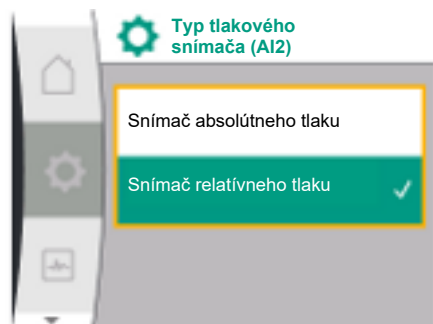 Typ tlakového
snímača (AI2)
Snímač absolútneho tlaku
Snímač relatívneho tlaku